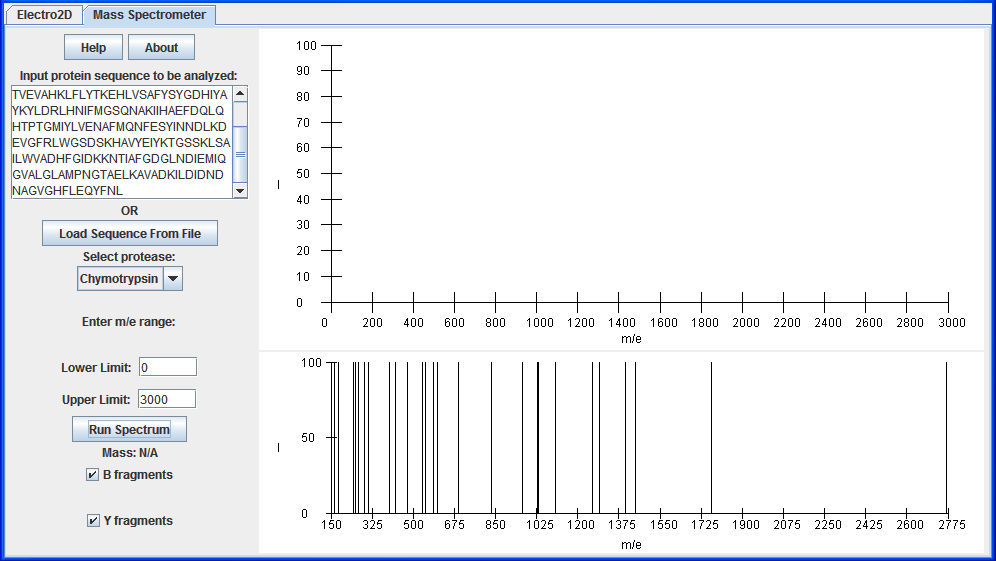 Electro2D
Mass Spectrometer
Help
About
Input protein sequence to be analyzed:
TVEVAHKLFLYTKEHLVSAFYSYGDHIYA
YKYLDRLHNIFMGSQNAKIIHAEFDQLQ
HTPTGMIYLVENAFMQNFESYINNDLKD
EVGFRLWGSDSKHAVYEIYKTGSSKLSA
ILWVADHFGIDKKNTIAFGDGLNDIEMIQ
GVALGLAMPNGTAELKAVADKILDIDND
NAGVGHFLEQYFNL
OR
Load Sequence From File
Select protease:
Chymotrypsin
Enter m/e range:
Lower Limit: 0
Upper Limit: 3000
Run Spectrum
Mass: N/A
B fragments
Y fragments
100
90
80
70
60
50
40
30
20
10
0
I
0 200 400 600 800 1000 1200 1400 1600 1800 2000 2200 2400 2600 2800 3000
m/e
100
50
0
I
150 325 500 675 850 1025 1200 1375 1550 1725 1900 2075 2250 2425 2600 2775
m/e